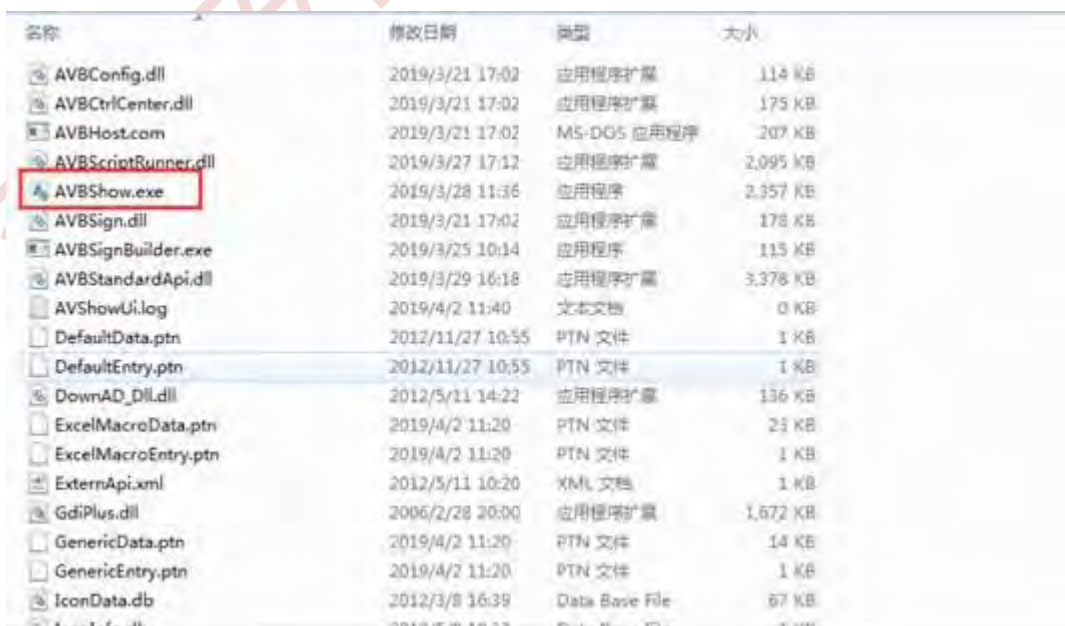 名称 修改日期 类型 大小
AVBConfig.dll 2019/3/21 17:02 应用程序扩展 114 KB
AVBCtrlCenter.dll 2019/3/21 17:02 应用程序扩展 175 KB
AVBHost.com 2019/3/21 17:02 MS-DOS 应用程序 207 KB
AVBScriptRunner.dll 2019/3/27 17:12 应用程序扩展 2,095 KB
AVBShow.exe 2019/3/28 11:36 应用程序 2,357 KB
AVBSign.dll 2019/3/21 17:02 应用程序扩展 178 KB
AVBSignBuilder.exe 2019/3/25 10:14 应用程序 115 KB
AVBStandardApi.dll 2019/3/29 16:18 应用程序扩展 3,378 KB
AVShowUi.log 2019/4/2 11:40 文本文档 0 KB
DefaultData.ptn 2012/11/27 10:55 PTN 文件 1 KB
DefaultEntry.ptn 2012/11/27 10:55 PTN 文件 1 KB
DownAD_Dll.dll 2012/5/11 14:22 应用程序扩展 136 KB
ExcelMacroData.ptn 2019/4/2 11:20 PTN 文件 23 KB
ExcelMacroEntry.ptn 2019/4/2 11:20 PTN 文件 1 KB
ExternApi.xml 2012/5/11 10:20 XML 文档 1 KB
GdiPlus.dll 2006/2/28 20:00 应用程序扩展 1,672 KB
GenericData.ptn 2019/4/2 11:20 PTN 文件 14 KB
GenericEntry.ptn 2019/4/2 11:20 PTN 文件 1 KB
IconData.db 2012/3/8 16:39 Data Base File 67 KB